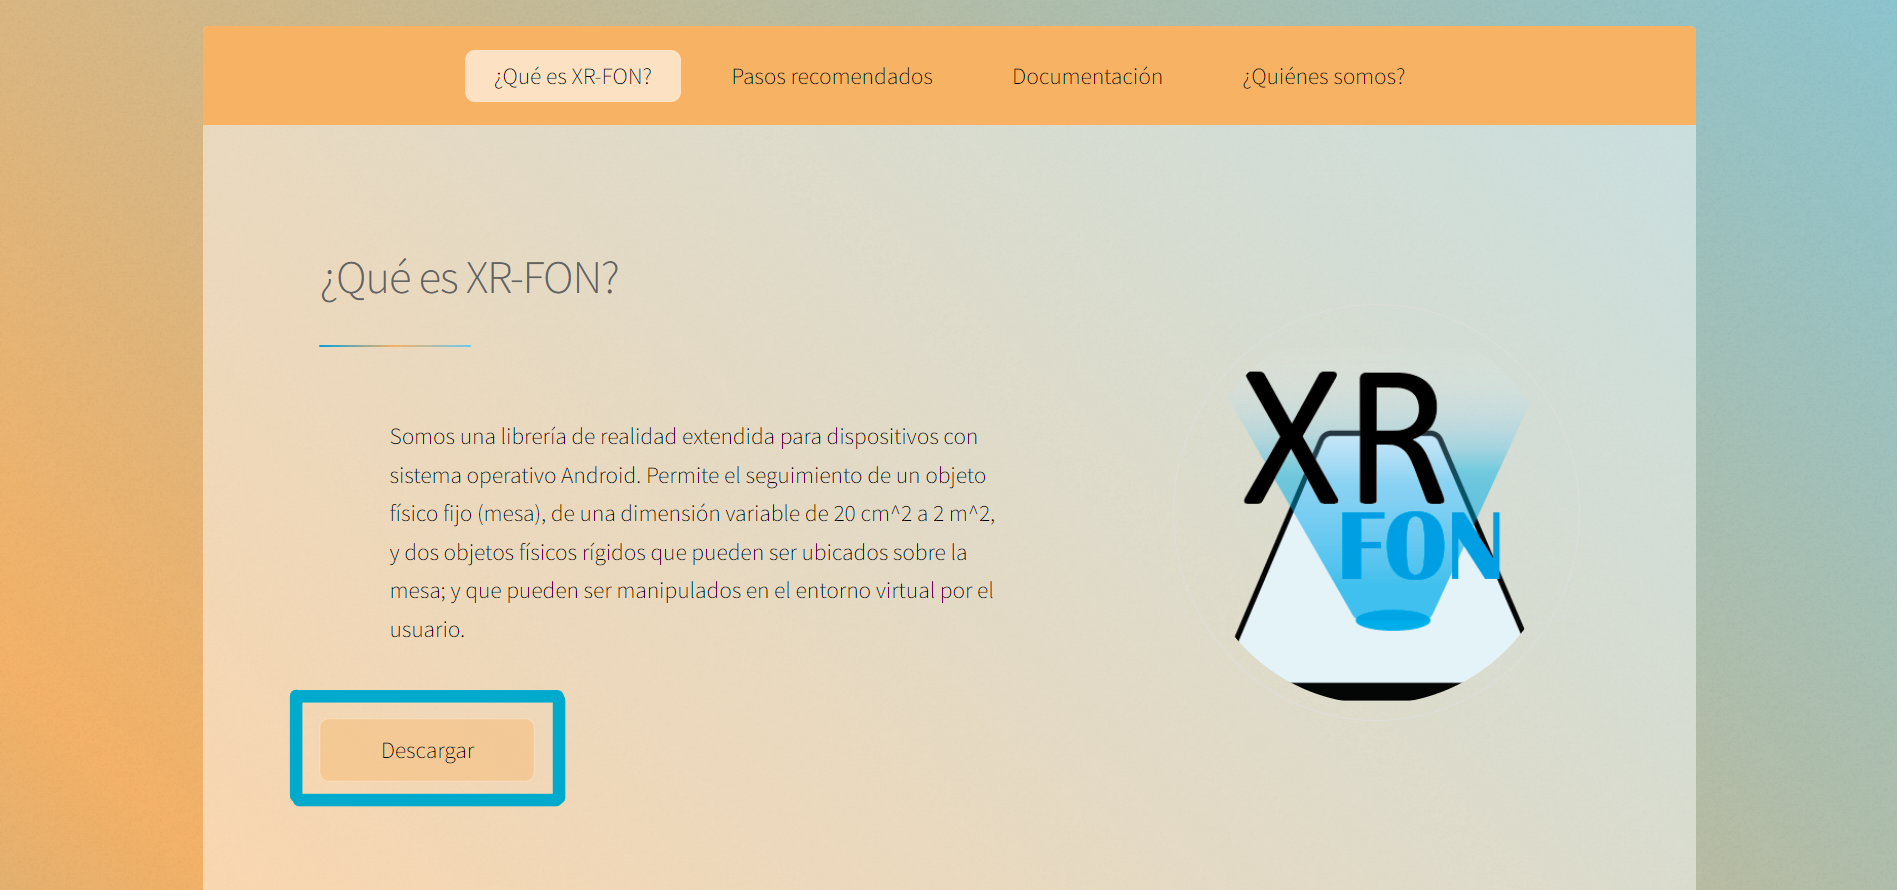 ¿Qué es XR-FON? Pasos recomendados Documentación ¿Quiénes somos?
¿Qué es XR-FON?
Somos una librería de realidad extendida para dispositivos con
sistema operativo Android. Permite el seguimiento de un objeto
físico fijo (mesa), de una dimensión variable de 20 cm^2 a 2 m^2,
y dos objetos físicos rígidos que pueden ser ubicados sobre la
mesa; y que pueden ser manipulados en el entorno virtual por el
usuario.
Descargar
XR
FON